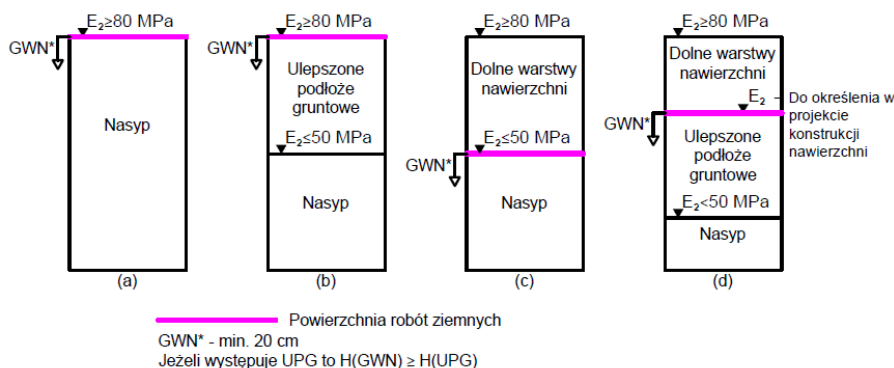 E₂≥80 MPa
GWN*
Nasyp
(a)
E₂≥80 MPa
GWN*
Ulepszone
podłoże
gruntowe
E₂≤50 MPa
Nasyp
(b)
E₂≥80 MPa
Dolne warstwy
nawierzchni
E₂≤50 MPa
GWN*
Nasyp
(c)
E₂≥80 MPa
Dolne warstwy
nawierzchni
E₂ – Do określenia w
projekcie
konstrukcji
nawierzchni
GWN*
Ulepszone
podłoże
gruntowe
E₂<50 MPa
Nasyp
(d)
Powierzchnia robót ziemnych
GWN* - min. 20 cm
Jeżeli występuje UPG to H(GWN) ≥ H(UPG)